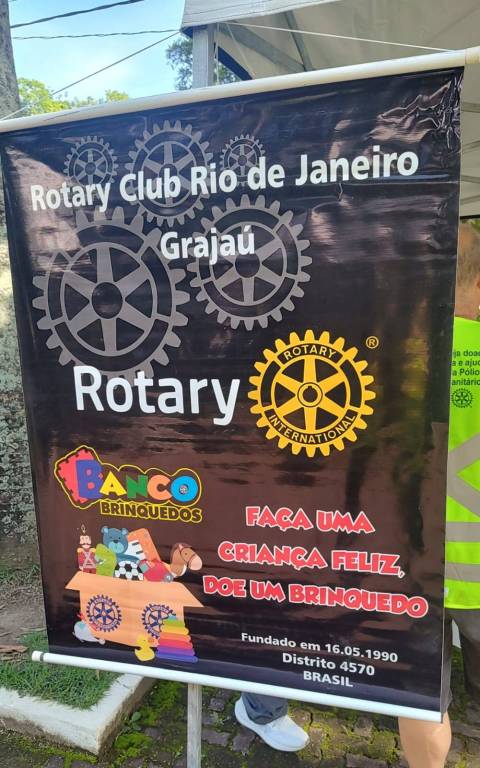 Rotary Club Rio de Janeiro
Grajaú
Rotary
ROTARY
INTERNATIONAL
®
BANCO
BRINQUEDOS
FAÇA UMA
CRIANÇA FELIZ,
DOE UM BRINQUEDO
Fundado em 16.05.1990
Distrito 4570
BRASIL
Pólio